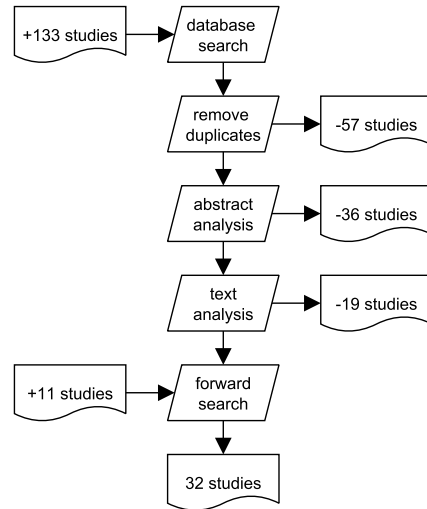 +133 studies
database
search
remove
duplicates
-57 studies
abstract
analysis
-36 studies
text
analysis
-19 studies
+11 studies
forward
search
32 studies